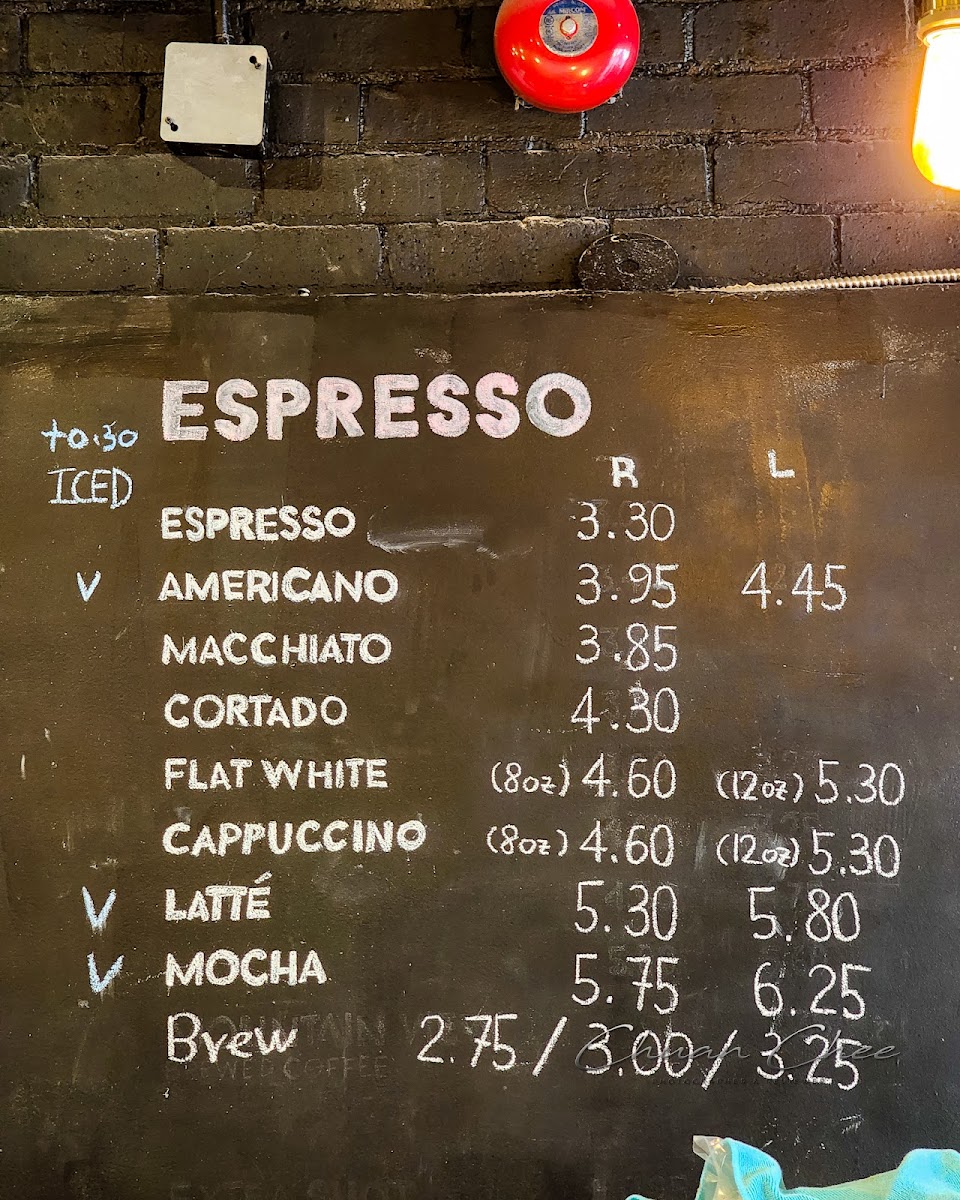 ESPRESSO
+0.30
ICED
R L
ESPRESSO 3.30
V AMERICANO 3.95 4.45
MACCHIATO 3.85
CORTADO 4.30
FLAT WHITE (8oz) 4.60 (12oz) 5.30
CAPPUCCINO (8oz) 4.60 (12oz) 5.30
V LATTÉ 5.30 5.80
V MOCHA 5.75 6.25
Brew 2.75 / 3.00 / 3.25